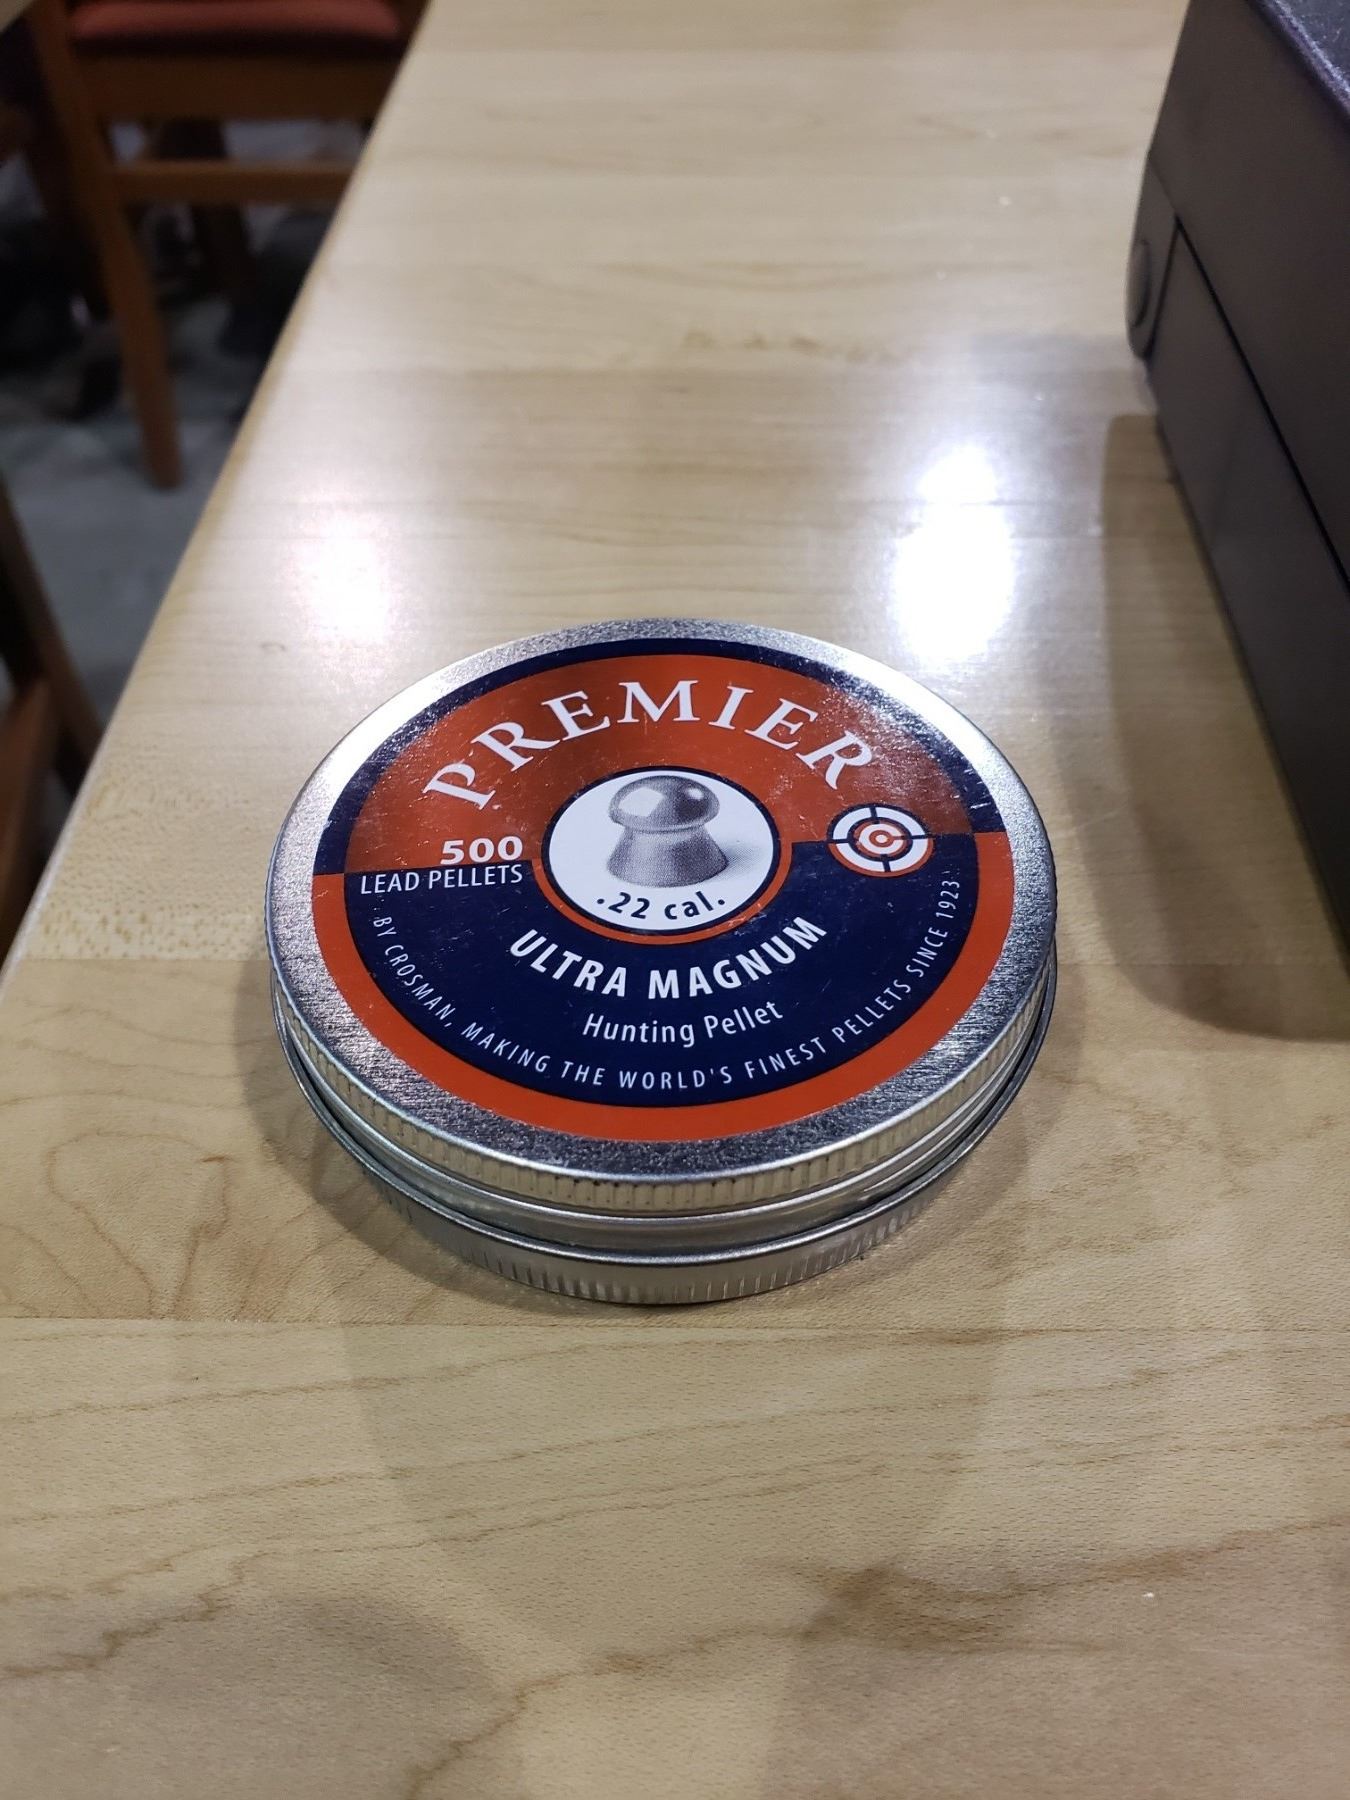 PREMIER
500
LEAD PELLETS
.22 cal.
ULTRA MAGNUM
Hunting Pellet
BY CROSMAN, MAKING THE WORLD'S FINEST PELLETS SINCE 1923